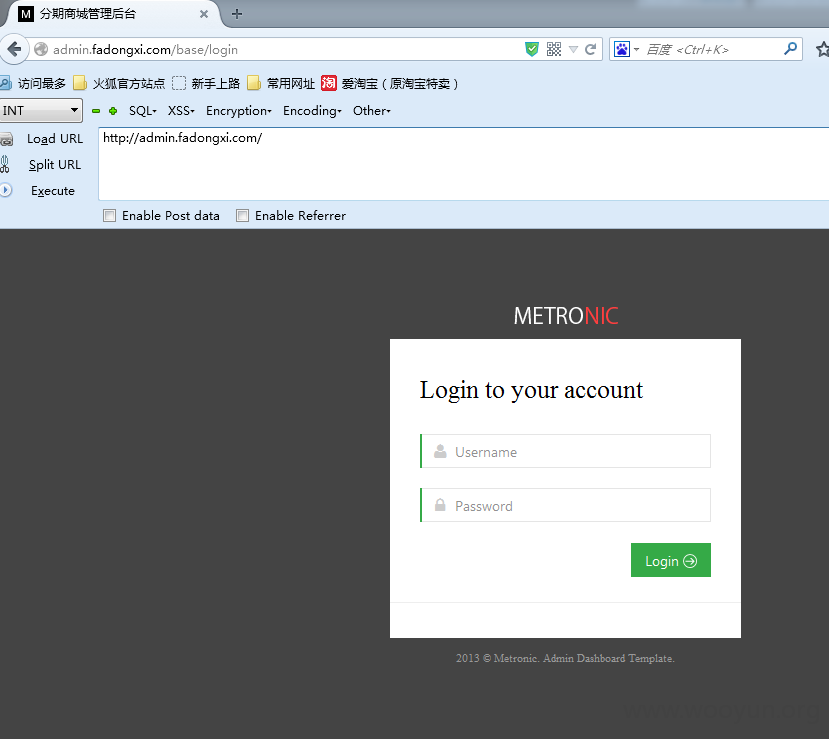 M 分期商城管理后台
admin.fadongxi.com/base/login
百度 <Ctrl+K>
访问最多 火狐官方站点 新手上路 常用网址 淘 爱淘宝（原淘宝特卖）
INT SQL XSS Encryption Encoding Other
Load URL http://admin.fadongxi.com/
Split URL
Execute
Enable Post data Enable Referrer
METRONIC
Login to your account
Username
Password
Login
2013 © Metronic. Admin Dashboard Template.